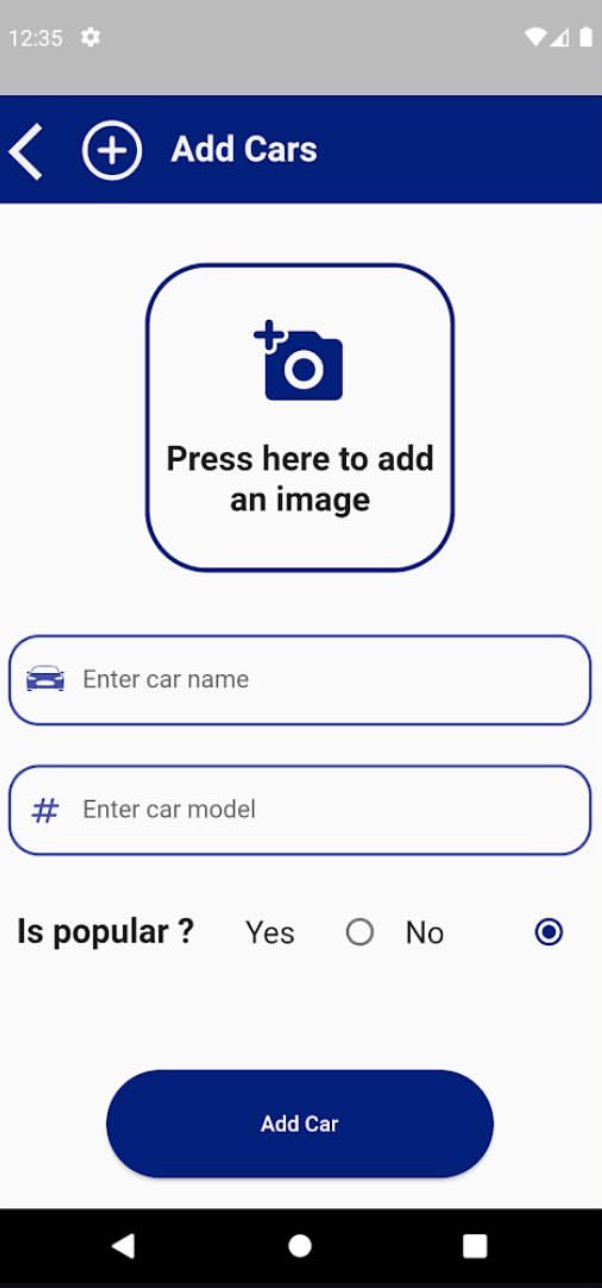 12:35
Add Cars
Press here to add
an image
Enter car name
# Enter car model
Is popular ? Yes No
Add Car